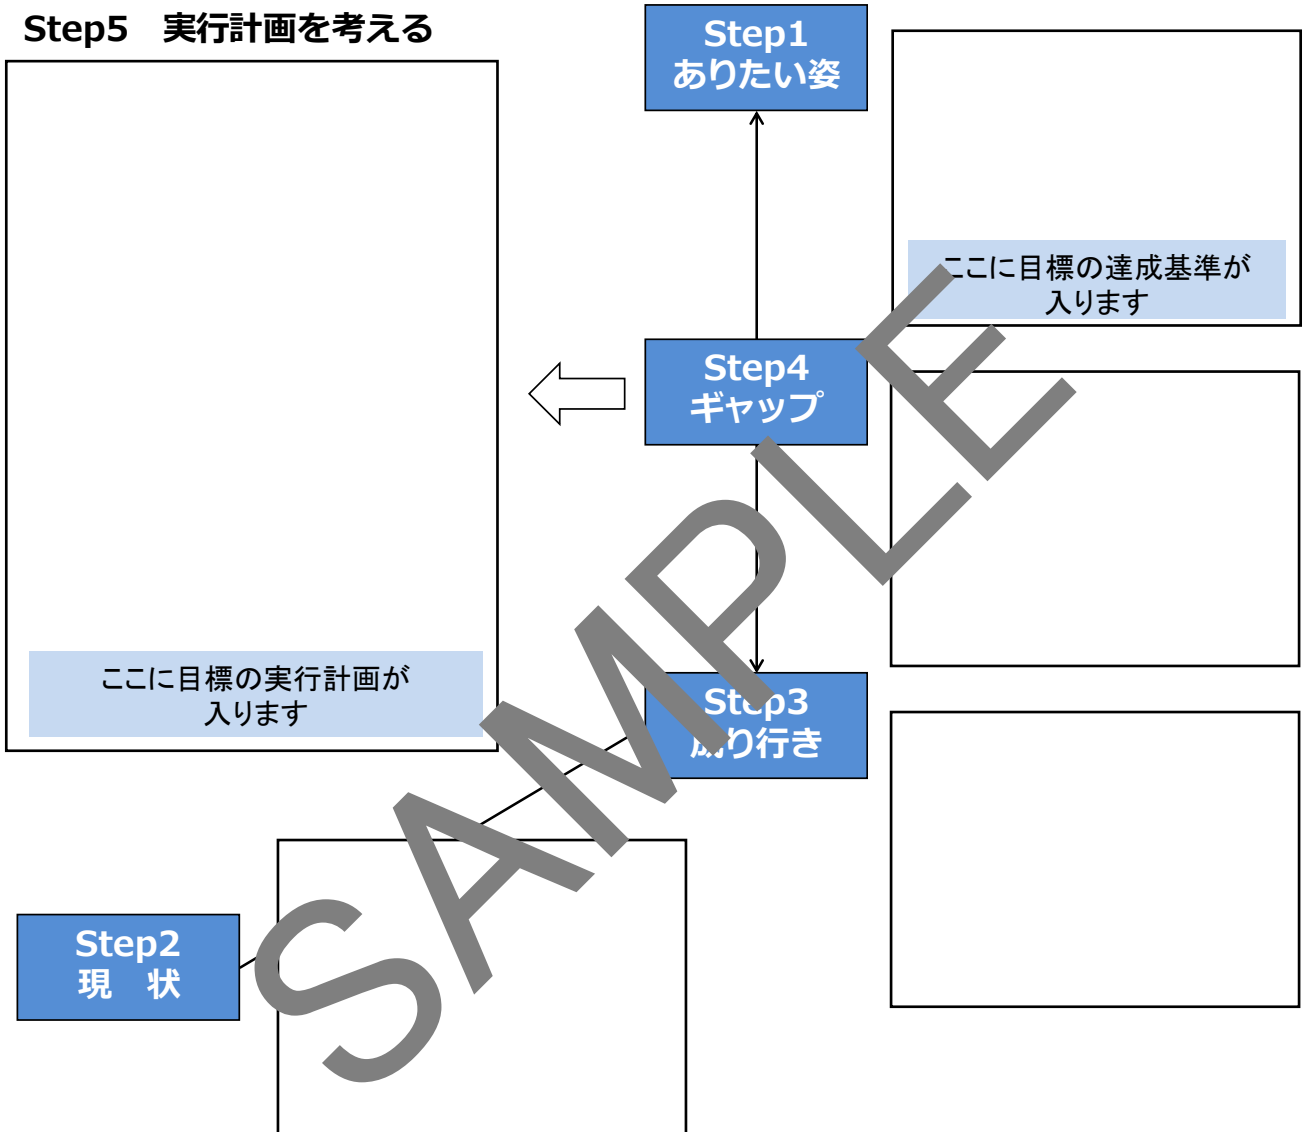 Step5 実行計画を考える
Step1
ありたい姿
ここに目標の達成基準が
入ります
Step4
ギャップ
ここに目標の実行計画が
入ります
Step3
成り行き
Step2
現 状
SAMPLE